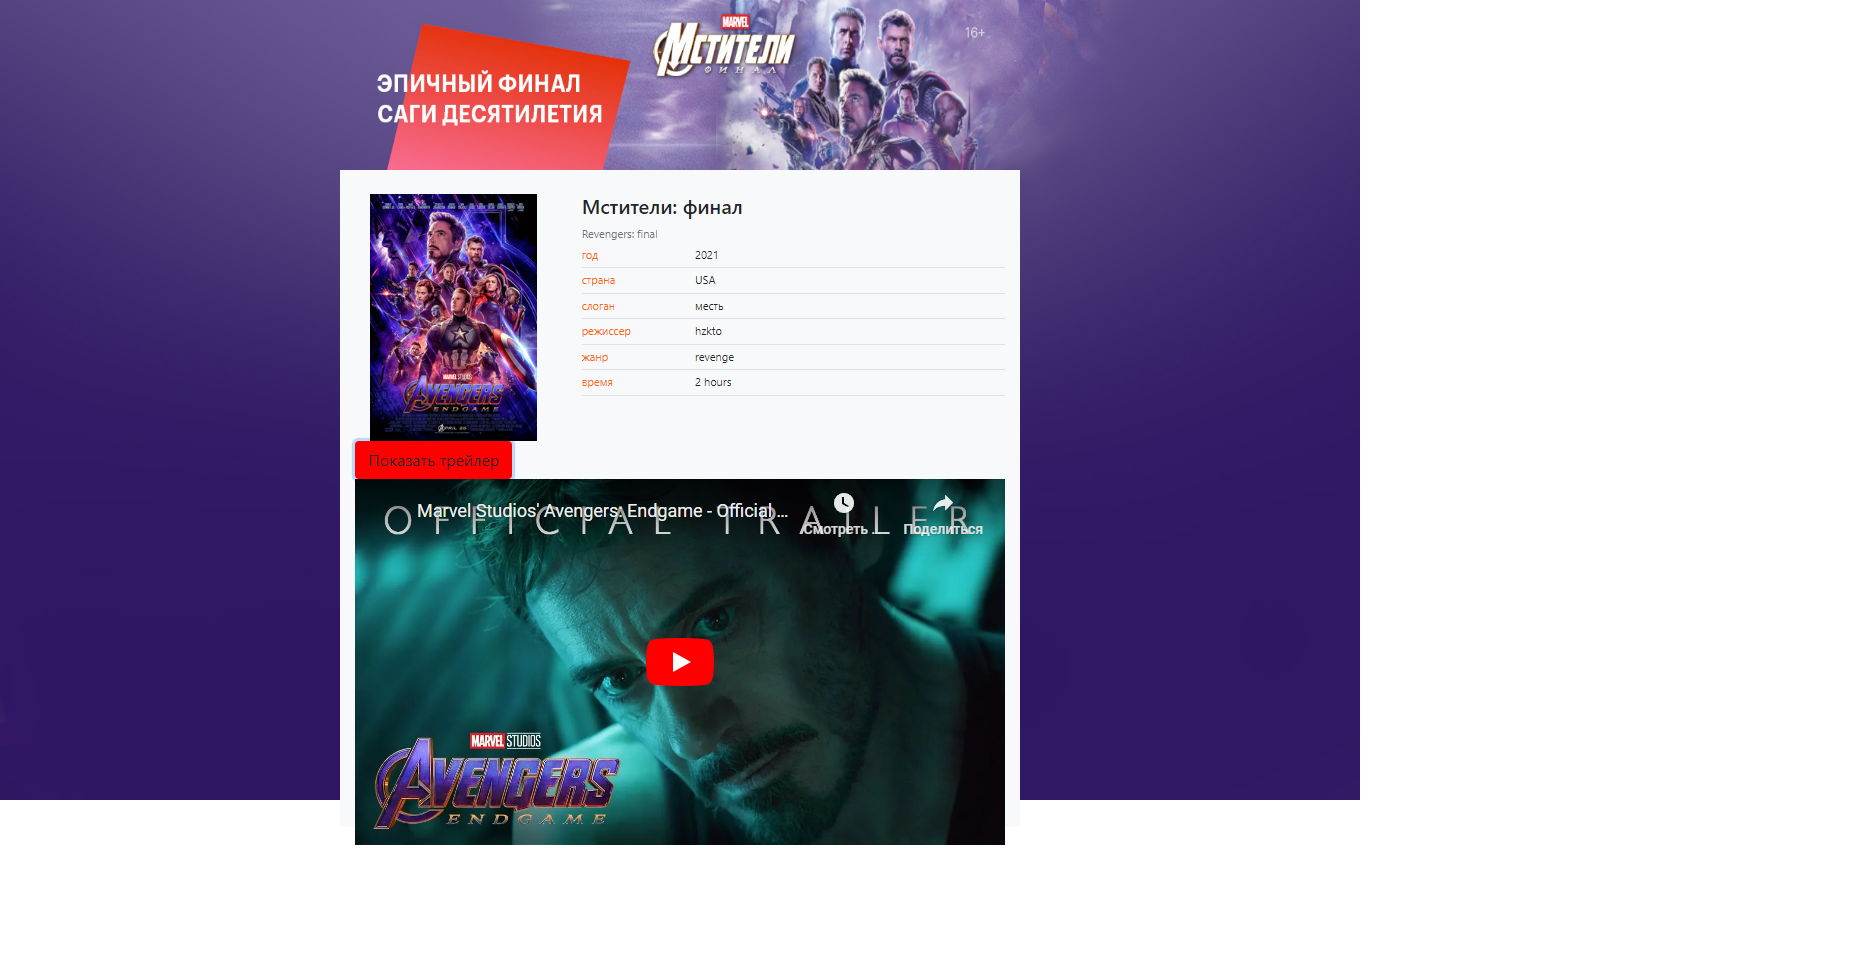 MARVEL
МСТИТЕЛИ
ФИНАЛ
16+
ЭПИЧНЫЙ ФИНАЛ
САГИ ДЕСЯТИЛЕТИЯ
Мстители: финал
Revengers: final
год 2021
страна USA
слоган месть
режиссер hzkto
жанр revenge
время 2 hours
MARVEL STUDIOS
AVENGERS
ENDGAME
APRIL 26
Показать трейлер
OFFICIAL TRAILER
Marvel Studios' Avengers: Endgame - Official ...
Смотреть ...
Поделиться
MARVEL STUDIOS
AVENGERS
ENDGAME